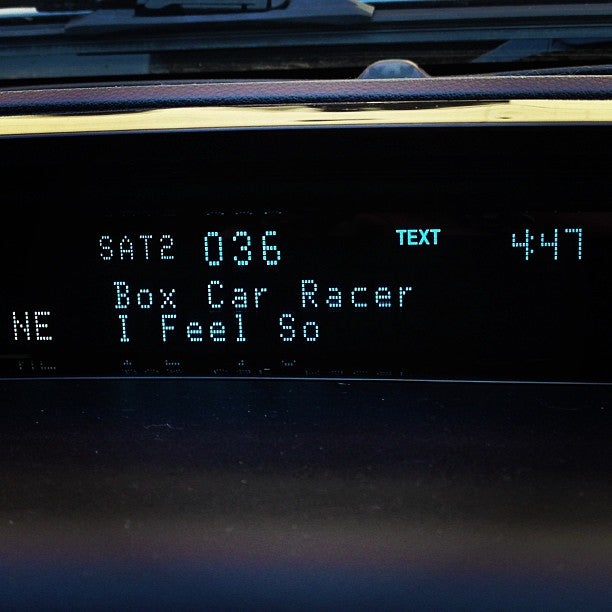 SAT2 036 TEXT 4:47
Box Car Racer
NE I Feel So